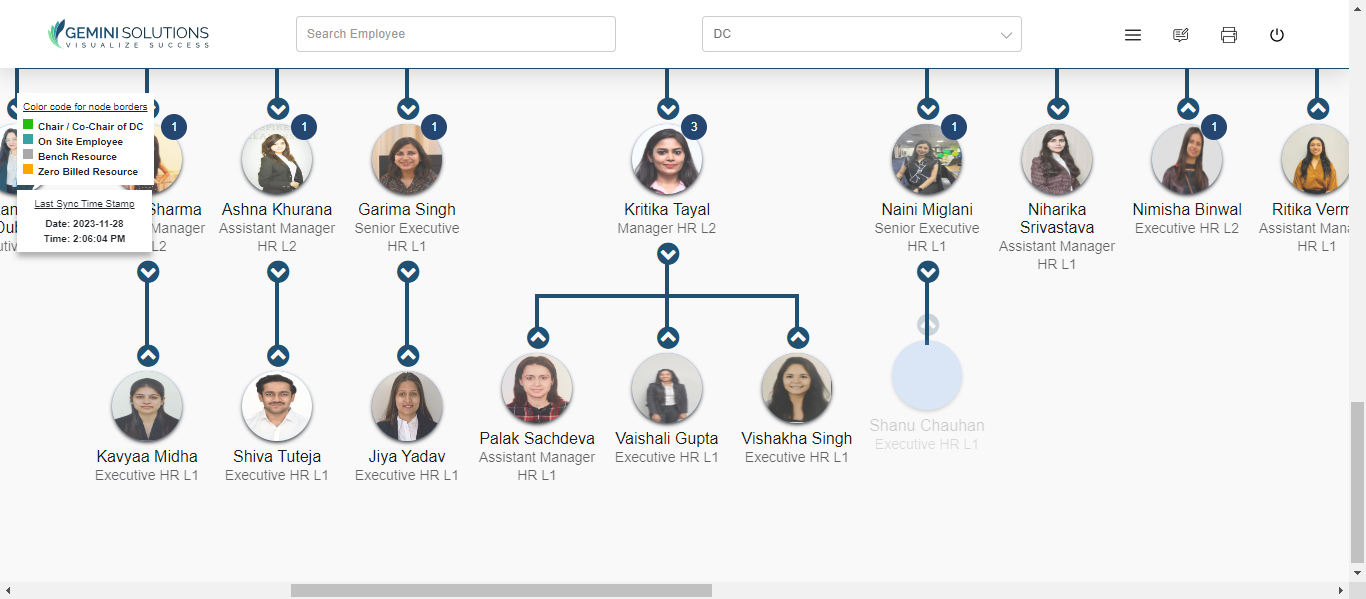 GEMINI SOLUTIONS
VISUALIZE SUCCESS
Search Employee
DC
Color code for node borders
Chair / Co-Chair of DC
On Site Employee
Bench Resource
Zero Billed Resource
Last Sync Time Stamp
Date: 2023-11-28
Time: 2:06:04 PM
1
Sharma
Manager
L2
1
Ashna Khurana
Assistant Manager
HR L2
1
Garima Singh
Senior Executive
HR L1
3
Kritika Tayal
Manager HR L2
1
Naini Miglani
Senior Executive
HR L1
Niharika
Srivastava
Assistant Manager
HR L1
1
Nimisha Binwal
Executive HR L2
Ritika Verm
Assistant Mana
HR L1
Kavyaa Midha
Executive HR L1
Shiva Tuteja
Executive HR L1
Jiya Yadav
Executive HR L1
Palak Sachdeva
Assistant Manager
HR L1
Vaishali Gupta
Executive HR L1
Vishakha Singh
Executive HR L1
Shanu Chauhan
Executive HR L1